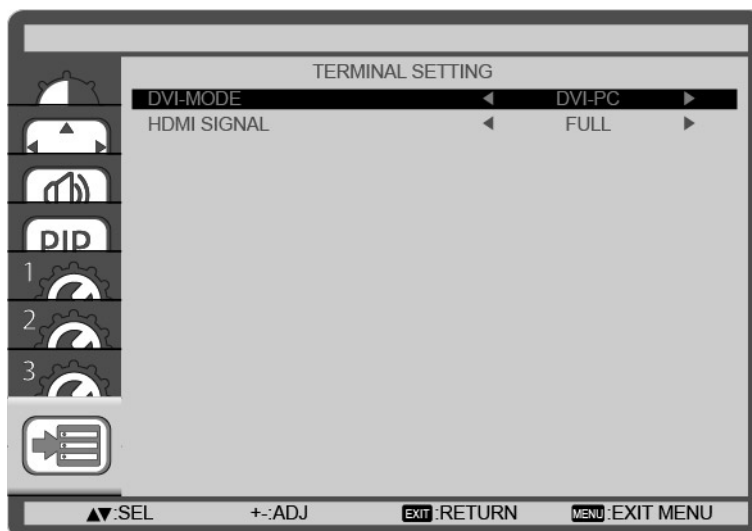 TERMINAL SETTING
DVI-MODE ◀ DVI-PC ▶
HDMI SIGNAL ◀ FULL ▶
PIP
1
2
3
▲▼:SEL +-:ADJ EXIT:RETURN MENU:EXIT MENU